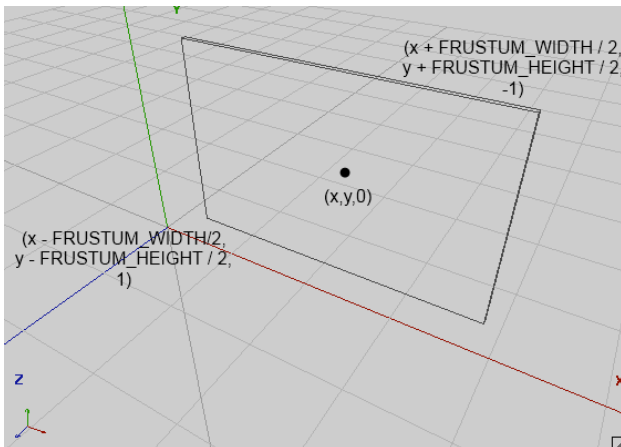 Y
(x + FRUSTUM_WIDTH / 2,
y + FRUSTUM_HEIGHT / 2,
-1)
(x,y,0)
(x - FRUSTUM_WIDTH/2,
y - FRUSTUM_HEIGHT / 2,
1)
Z
x